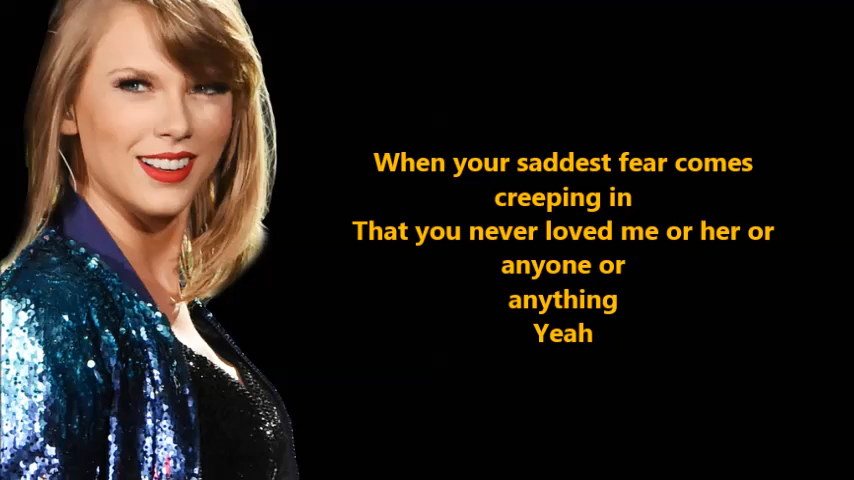 When your saddest fear comes
creeping in
That you never loved me or her or
anyone or
anything
Yeah